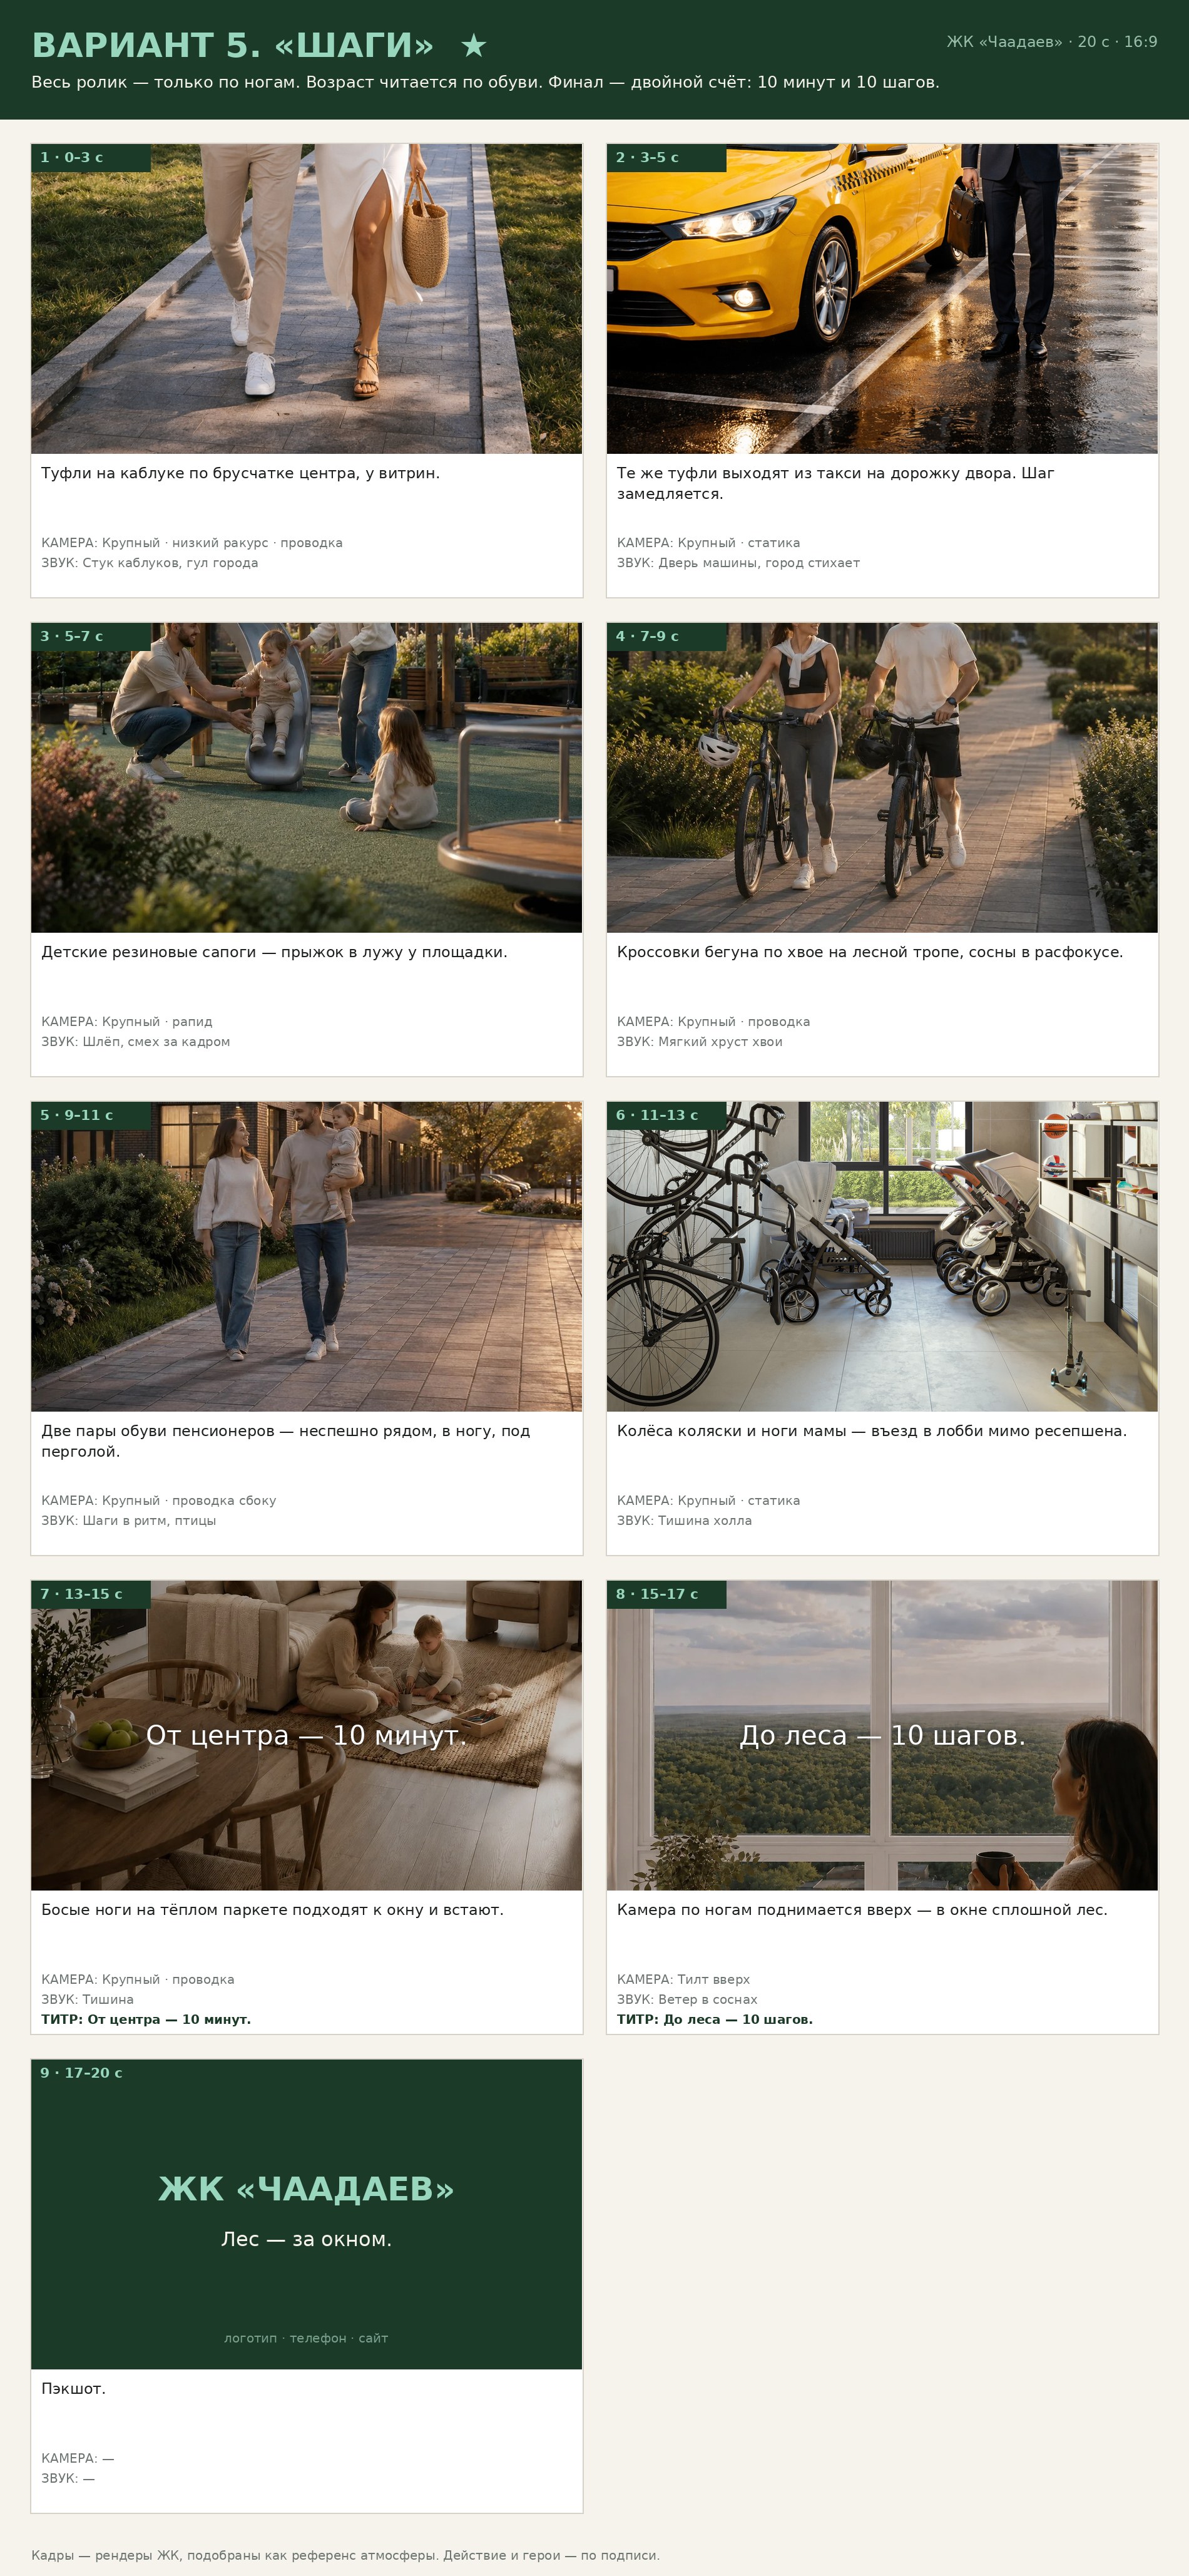 ВАРИАНТ 5. «ШАГИ» ★
ЖК «Чаадаев» · 20 с · 16:9
Весь ролик — только по ногам. Возраст читается по обуви. Финал — двойной счёт: 10 минут и 10 шагов.
1 · 0–3 с
Туфли на каблуке по брусчатке центра, у витрин.
КАМЕРА: Крупный · низкий ракурс · проводка
ЗВУК: Стук каблуков, гул города
2 · 3–5 с
Те же туфли выходят из такси на дорожку двора. Шаг
замедляется.
КАМЕРА: Крупный · статика
ЗВУК: Дверь машины, город стихает
3 · 5–7 с
Детские резиновые сапоги — прыжок в лужу у площадки.
КАМЕРА: Крупный · рапид
ЗВУК: Шлёп, смех за кадром
4 · 7–9 с
Кроссовки бегуна по хвое на лесной тропе, сосны в расфокусе.
КАМЕРА: Крупный · проводка
ЗВУК: Мягкий хруст хвои
5 · 9–11 с
Две пары обуви пенсионеров — неспешно рядом, в ногу, под
перголой.
КАМЕРА: Крупный · проводка сбоку
ЗВУК: Шаги в ритм, птицы
6 · 11–13 с
Колёса коляски и ноги мамы — въезд в лобби мимо ресепшена.
КАМЕРА: Крупный · статика
ЗВУК: Тишина холла
7 · 13–15 с
От центра — 10 минут.
Босые ноги на тёплом паркете подходят к окну и встают.
КАМЕРА: Крупный · проводка
ЗВУК: Тишина
ТИТР: От центра — 10 минут.
8 · 15–17 с
До леса — 10 шагов.
Камера по ногам поднимается вверх — в окне сплошной лес.
КАМЕРА: Тилт вверх
ЗВУК: Ветер в соснах
ТИТР: До леса — 10 шагов.
9 · 17–20 с
ЖК «ЧААДАЕВ»
Лес — за окном.
логотип · телефон · сайт
Пэкшот.
КАМЕРА: —
ЗВУК: —
Кадры — рендеры ЖК, подобраны как референс атмосферы. Действие и герои — по подписи.